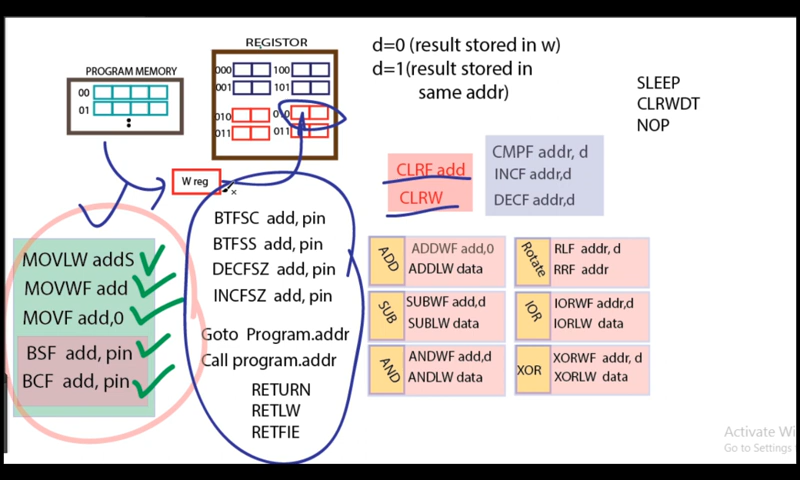 REGISTOR
PROGRAM MEMORY
00
01
000
001
010
011
100
101
010
011
W reg
d=0 (result stored in w)
d=1(result stored in
same addr)
SLEEP
CLRWDT
NOP
CLRF add
CLRW
CMPF addr, d
INCF addr,d
DECF addr,d
MOVLW addS
MOVWF add
MOVF add,0
BSF add, pin
BCF add, pin
BTFSC add, pin
BTFSS add, pin
DECFSZ add, pin
INCFSZ add, pin
Goto Program.addr
Call program.addr
RETURN
RETLW
RETFIE
ADD
ADDWF add,0
ADDLW data
SUB
SUBWF add,d
SUBLW data
AND
ANDWF add,d
ANDLW data
Rotate
RLF addr, d
RRF addr
IOR
IORWF addr,d
IORLW data
XOR
XORWF addr, d
XORLW data
Activate Wi
Go to Settings